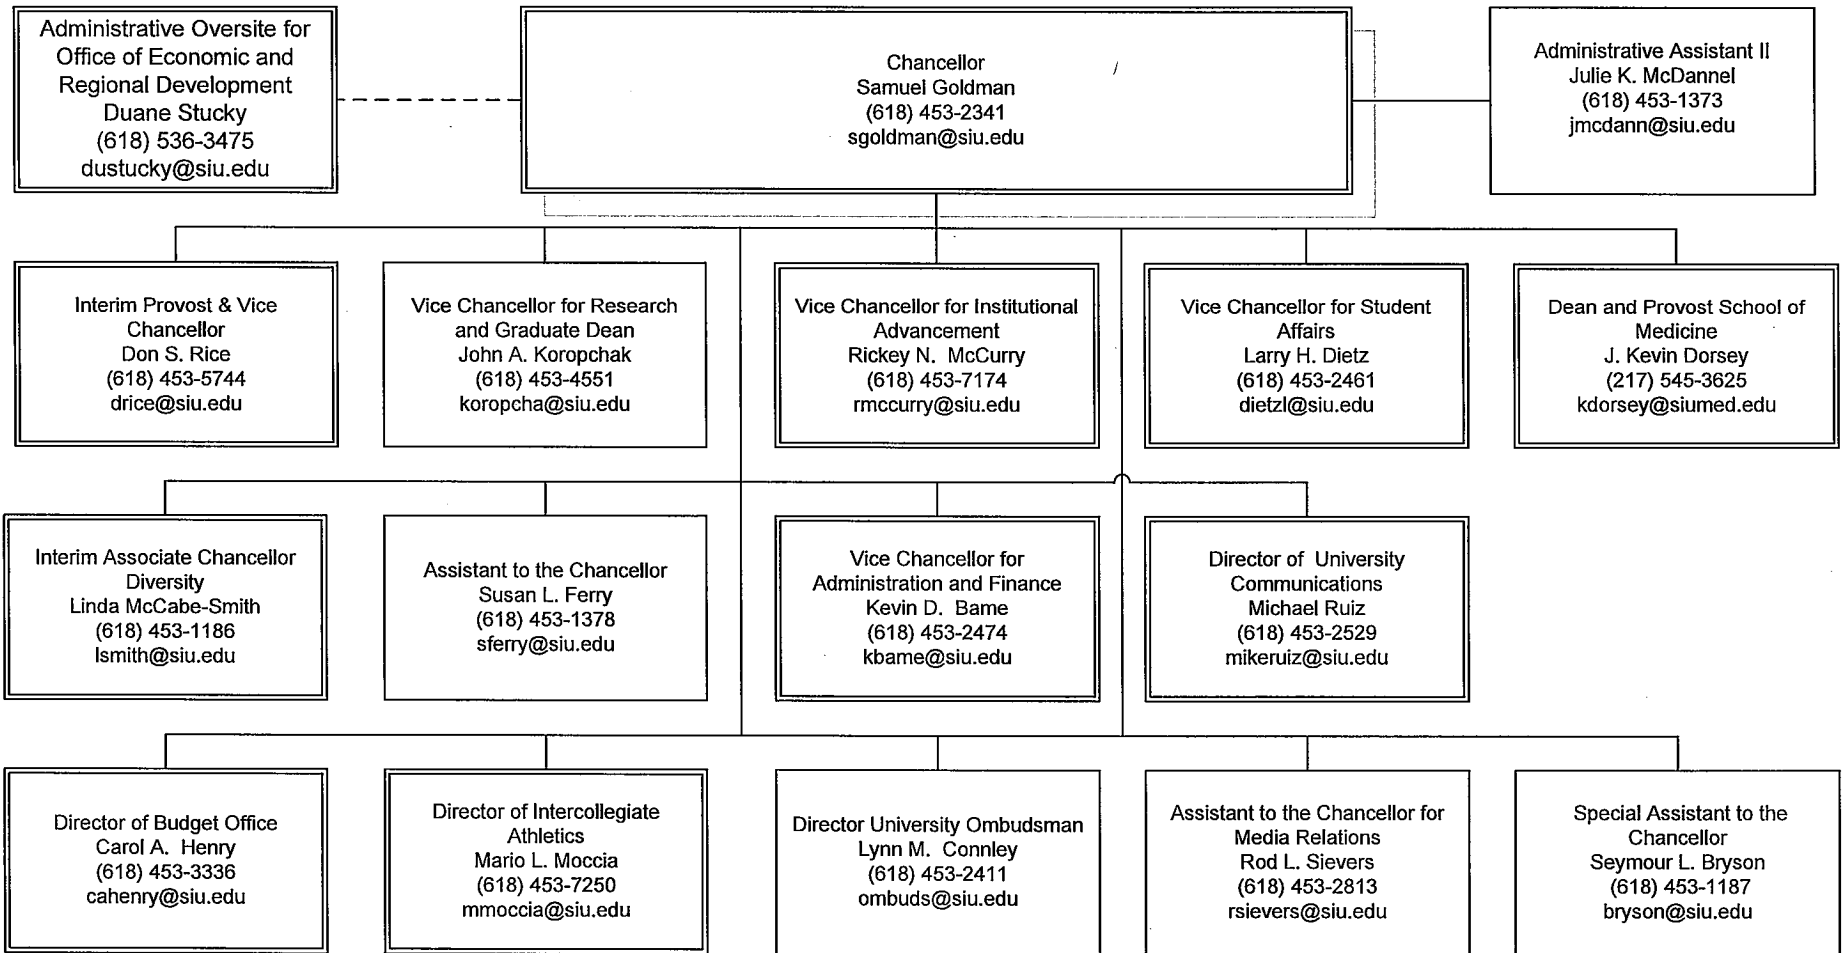 Administrative Oversite for
Office of Economic and
Regional Development
Duane Stucky
(618) 536-3475
dustucky@siu.edu
Chancellor
Samuel Goldman
(618) 453-2341
sgoldman@siu.edu
Administrative Assistant II
Julie K. McDannel
(618) 453-1373
jmcdann@siu.edu
Interim Provost & Vice
Chancellor
Don S. Rice
(618) 453-5744
drice@siu.edu
Vice Chancellor for Research
and Graduate Dean
John A. Koropchak
(618) 453-4551
koropcha@siu.edu
Vice Chancellor for Institutional
Advancement
Rickey N. McCurry
(618) 453-7174
rmccurry@siu.edu
Vice Chancellor for Student
Affairs
Larry H. Dietz
(618) 453-2461
dietzl@siu.edu
Dean and Provost School of
Medicine
J. Kevin Dorsey
(217) 545-3625
kdorsey@siumed.edu
Interim Associate Chancellor
Diversity
Linda McCabe-Smith
(618) 453-1186
lsmith@siu.edu
Assistant to the Chancellor
Susan L. Ferry
(618) 453-1378
sferry@siu.edu
Vice Chancellor for
Administration and Finance
Kevin D. Bame
(618) 453-2474
kbame@siu.edu
Director of University
Communications
Michael Ruiz
(618) 453-2529
mikeruiz@siu.edu
Director of Budget Office
Carol A. Henry
(618) 453-3336
cahenry@siu.edu
Director of Intercollegiate
Athletics
Mario L. Moccia
(618) 453-7250
mmoccia@siu.edu
Director University Ombudsman
Lynn M. Connley
(618) 453-2411
ombuds@siu.edu
Assistant to the Chancellor for
Media Relations
Rod L. Sievers
(618) 453-2813
rsievers@siu.edu
Special Assistant to the
Chancellor
Seymour L. Bryson
(618) 453-1187
bryson@siu.edu